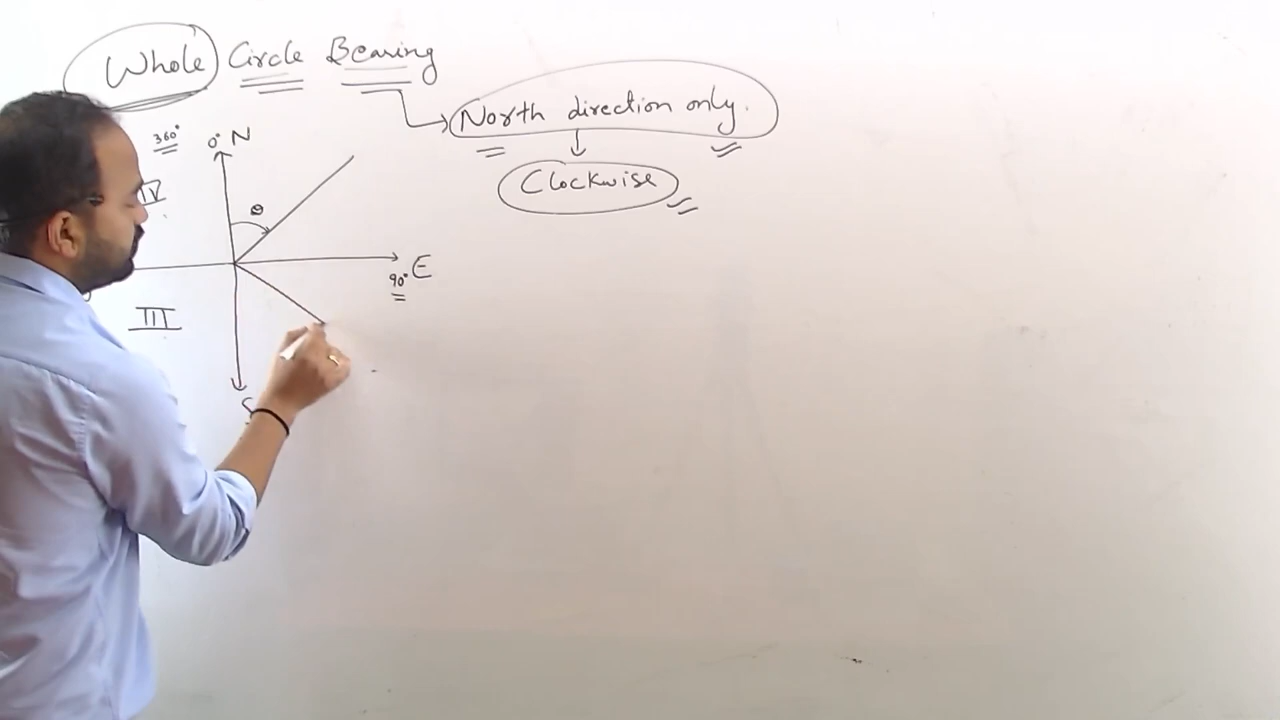 Whole Circle Bearing
North direction only.
Clockwise
360° 0° N
IV
θ
90° E
III
S